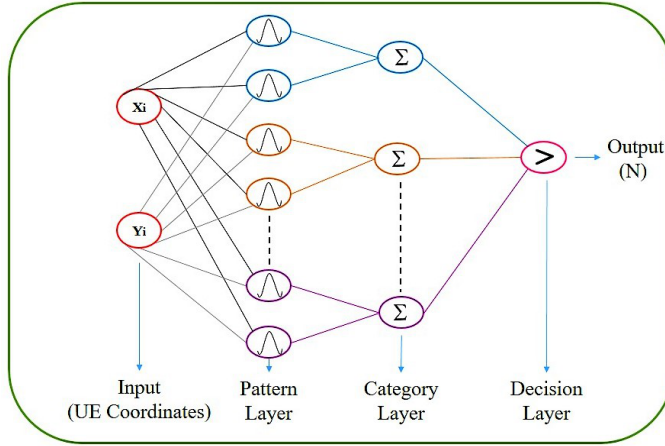 Xi
Yi
Σ
Σ
Σ
>
Output
(N)
Input
(UE Coordinates)
Pattern
Layer
Category
Layer
Decision
Layer